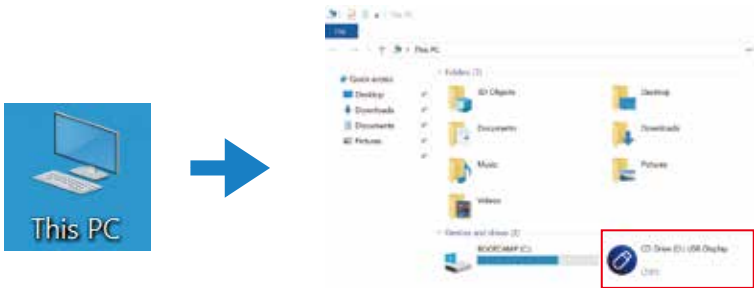 This PC
This PC
File
This PC
Quick access
Desktop
Downloads
Documents
Pictures
Folders (7)
3D Objects
Desktop
Documents
Downloads
Music
Pictures
Videos
Devices and drives (2)
BOOTCAMP (C:)
CD Drive (D:) USB Display